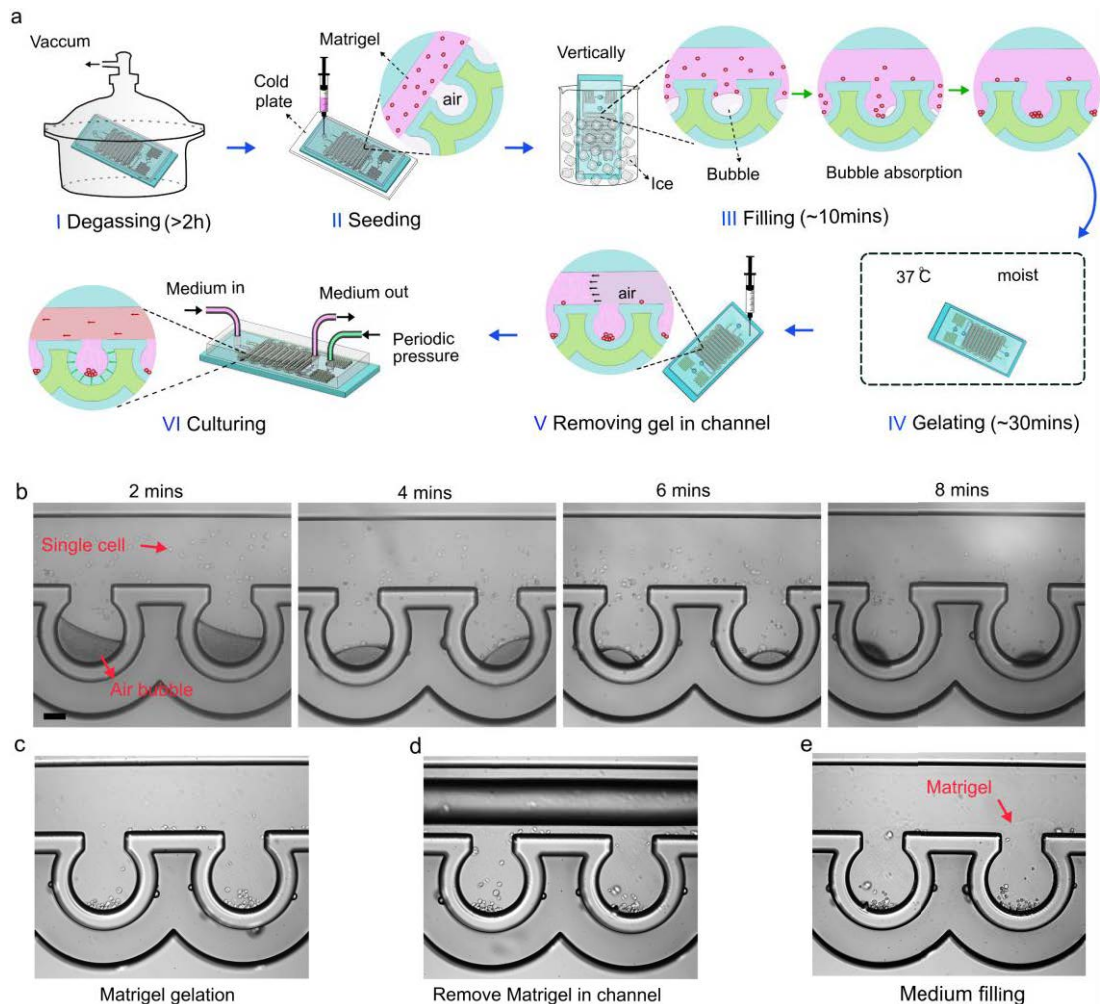 a
Vaccum
I Degassing (>2h)
Cold
plate
Matrigel
air
II Seeding
Vertically
Ice
Bubble
Bubble absorption
III Filling (~10mins)
37°C
moist
IV Gelating (~30mins)
air
V Removing gel in channel
Medium in
Medium out
Periodic
pressure
VI Culturing
b
2 mins
4 mins
6 mins
8 mins
Single cell
Air bubble
c
Matrigel gelation
d
Remove Matrigel in channel
e
Matrigel
Medium filling